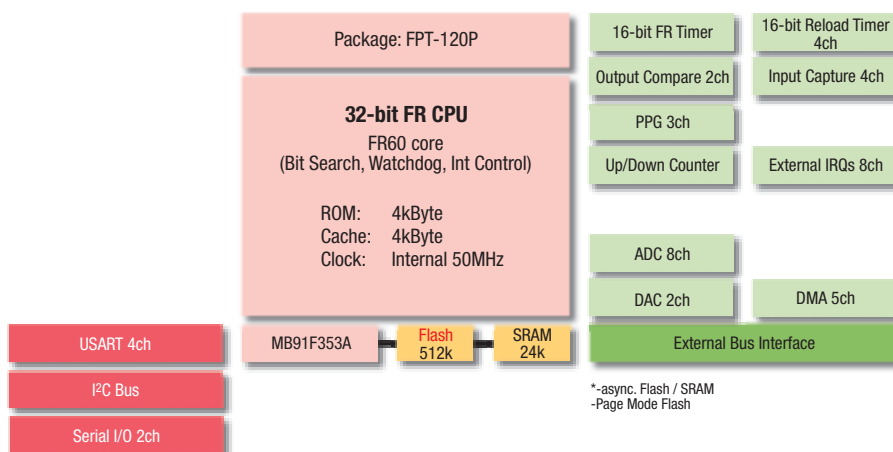 Package: FPT-120P
16-bit FR Timer
16-bit Reload Timer
4ch
Output Compare 2ch
Input Capture 4ch
32-bit FR CPU
FR60 core
(Bit Search, Watchdog, Int Control)
PPG 3ch
Up/Down Counter
External IRQs 8ch
ROM: 4kByte
Cache: 4kByte
Clock: Internal 50MHz
ADC 8ch
DAC 2ch
DMA 5ch
USART 4ch
MB91F353A
Flash
512k
SRAM
24k
External Bus Interface
I²C Bus
*-async. Flash / SRAM
-Page Mode Flash
Serial I/O 2ch